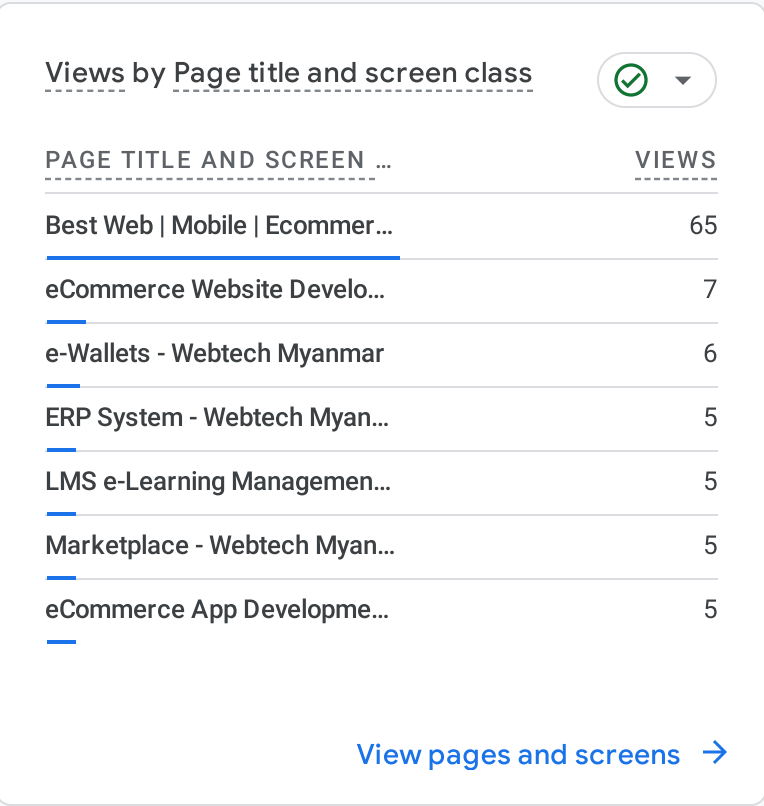 Views by Page title and screen class
PAGE TITLE AND SCREEN ... VIEWS
Best Web | Mobile | Ecommer... 65
eCommerce Website Develo... 7
e-Wallets - Webtech Myanmar 6
ERP System - Webtech Myan... 5
LMS e-Learning Managemen... 5
Marketplace - Webtech Myan... 5
eCommerce App Developme... 5
View pages and screens